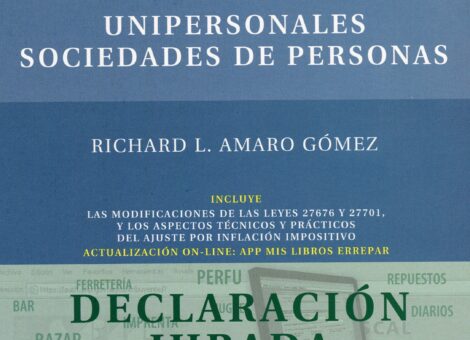 UNIPERSONALES
SOCIEDADES DE PERSONAS
RICHARD L. AMARO GÓMEZ
INCLUYE
LAS MODIFICACIONES DE LAS LEYES 27676 Y 27701,
Y LOS ASPECTOS TÉCNICOS Y PRÁCTICOS
DEL AJUSTE POR INFLACIÓN IMPOSITIVO
ACTUALIZACIÓN ON-LINE: APP MIS LIBROS ERREPAR
FERRETERÍA
PERFU
REPUESTOS
BAR
DIARIOS
DECLARACIÓN
IMPRENTA
BAZAR
JURADA